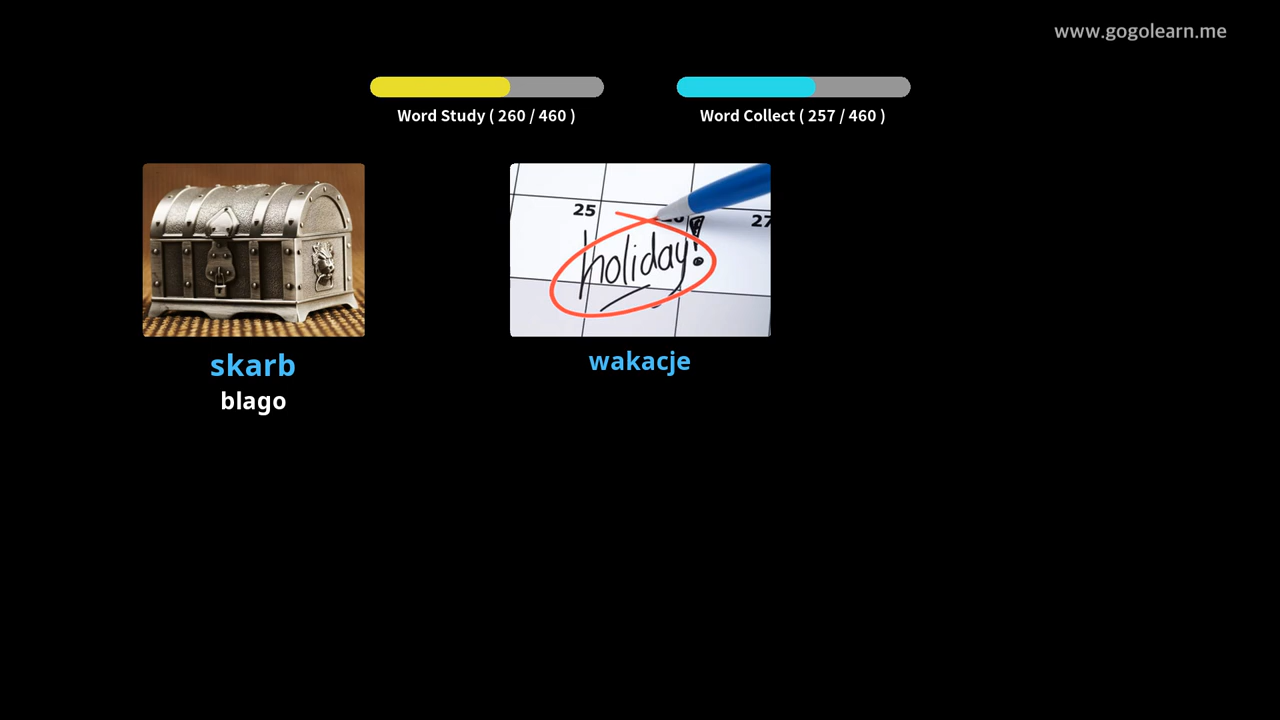 www.gogolearn.me
Word Study ( 260 / 460 )
Word Collect ( 257 / 460 )
25
27
holiday!
skarb
blago
wakacje